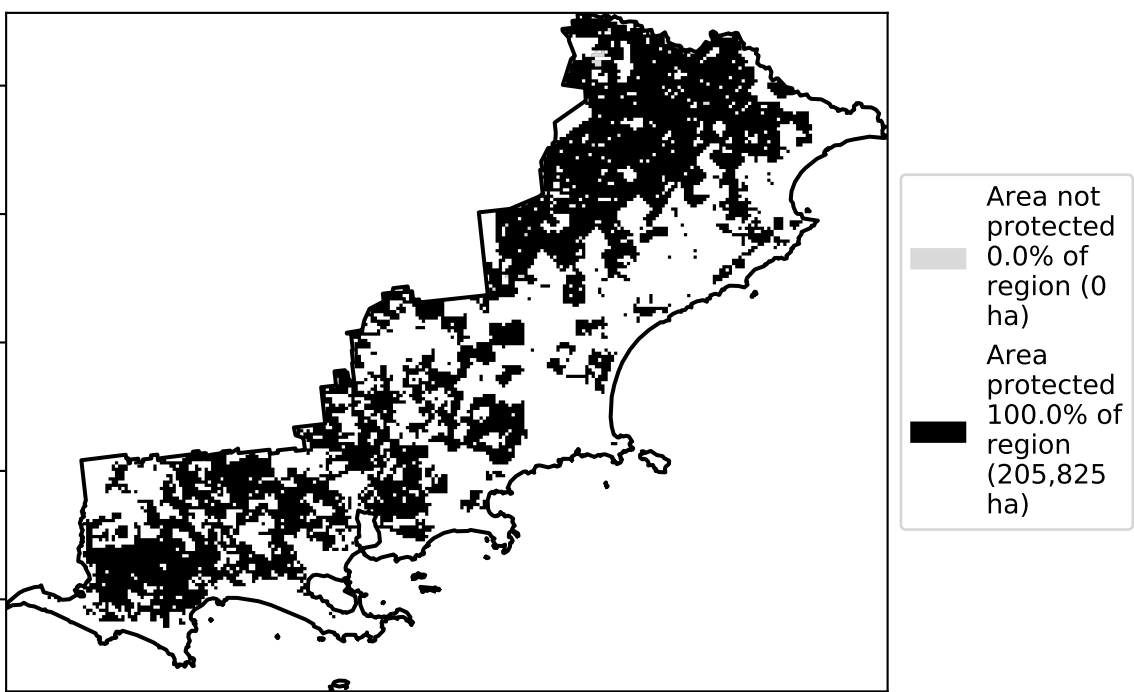 Area not
protected
0.0% of
region (0
ha)
Area
protected
100.0% of
region
(205,825
ha)